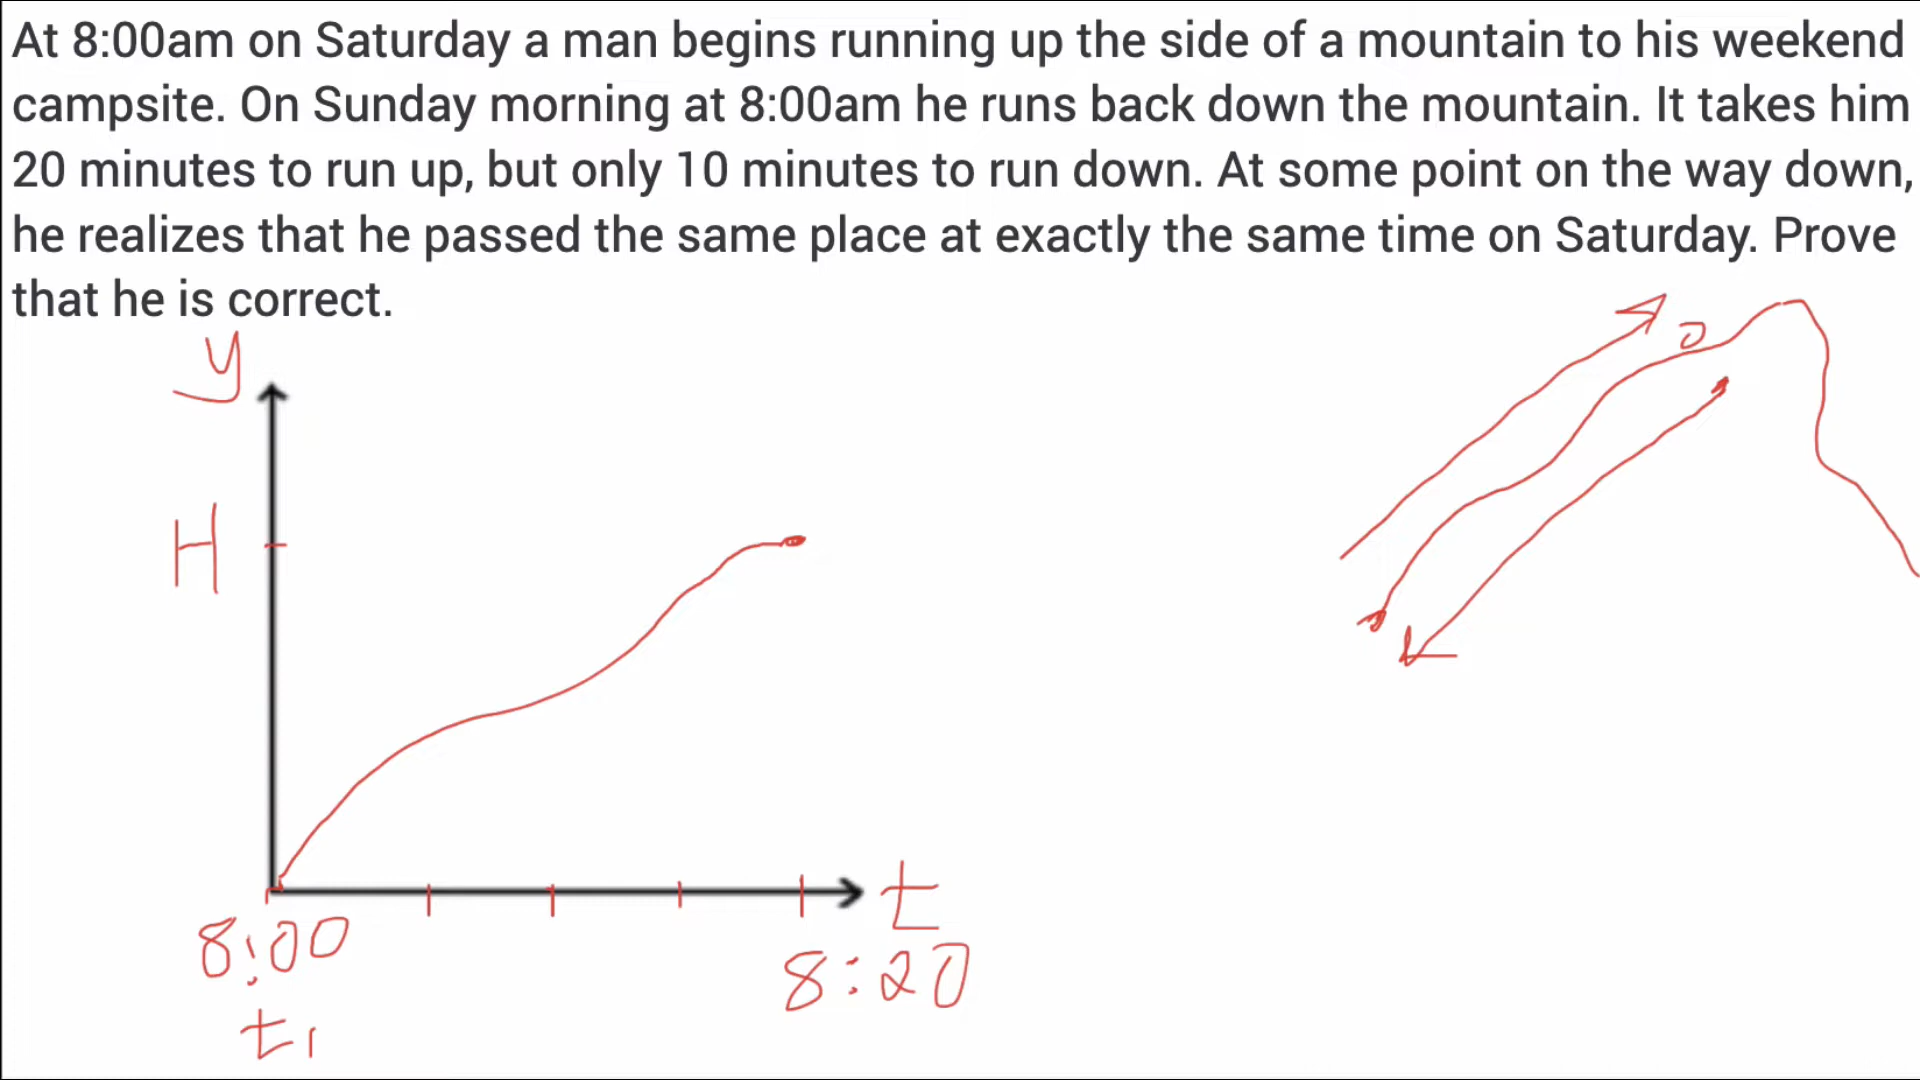 At 8:00am on Saturday a man begins running up the side of a mountain to his weekend
campsite. On Sunday morning at 8:00am he runs back down the mountain. It takes him
20 minutes to run up, but only 10 minutes to run down. At some point on the way down,
he realizes that he passed the same place at exactly the same time on Saturday. Prove
that he is correct.
y
H
t
8:00
8:20
t1